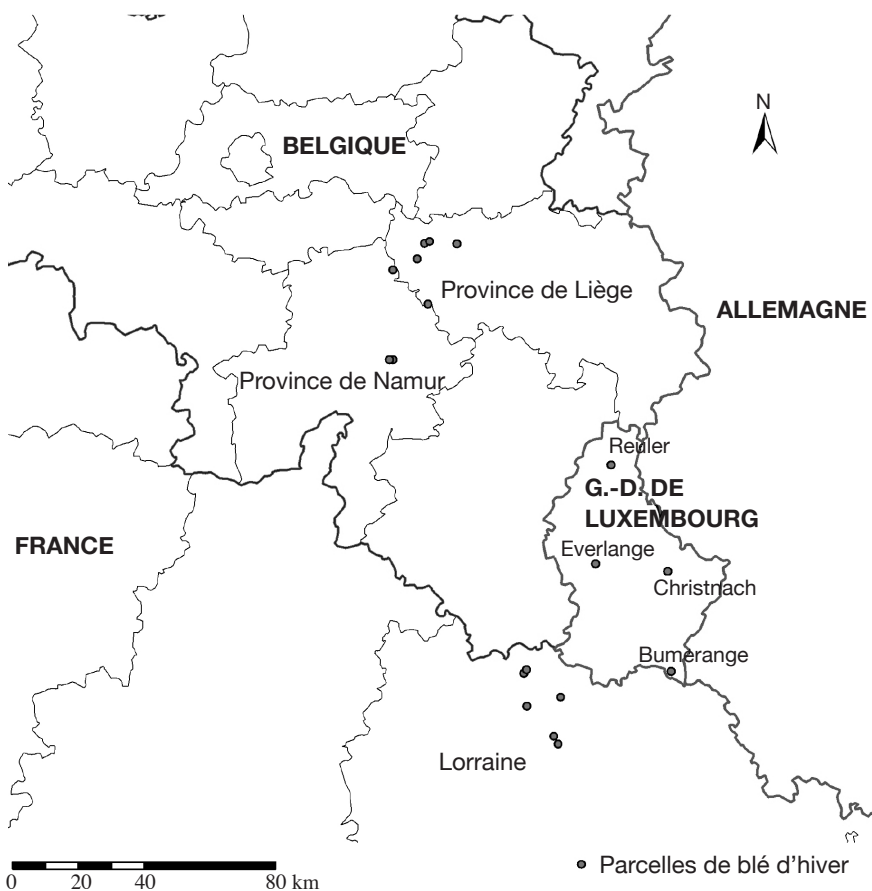 N
BELGIQUE
Province de Liège
ALLEMAGNE
Province de Namur
Reuler
G.-D. DE
LUXEMBOURG
FRANCE
Everlange
Christnach
Bumerange
Lorraine
0 20 40 80 km
Parcelles de blé d'hiver